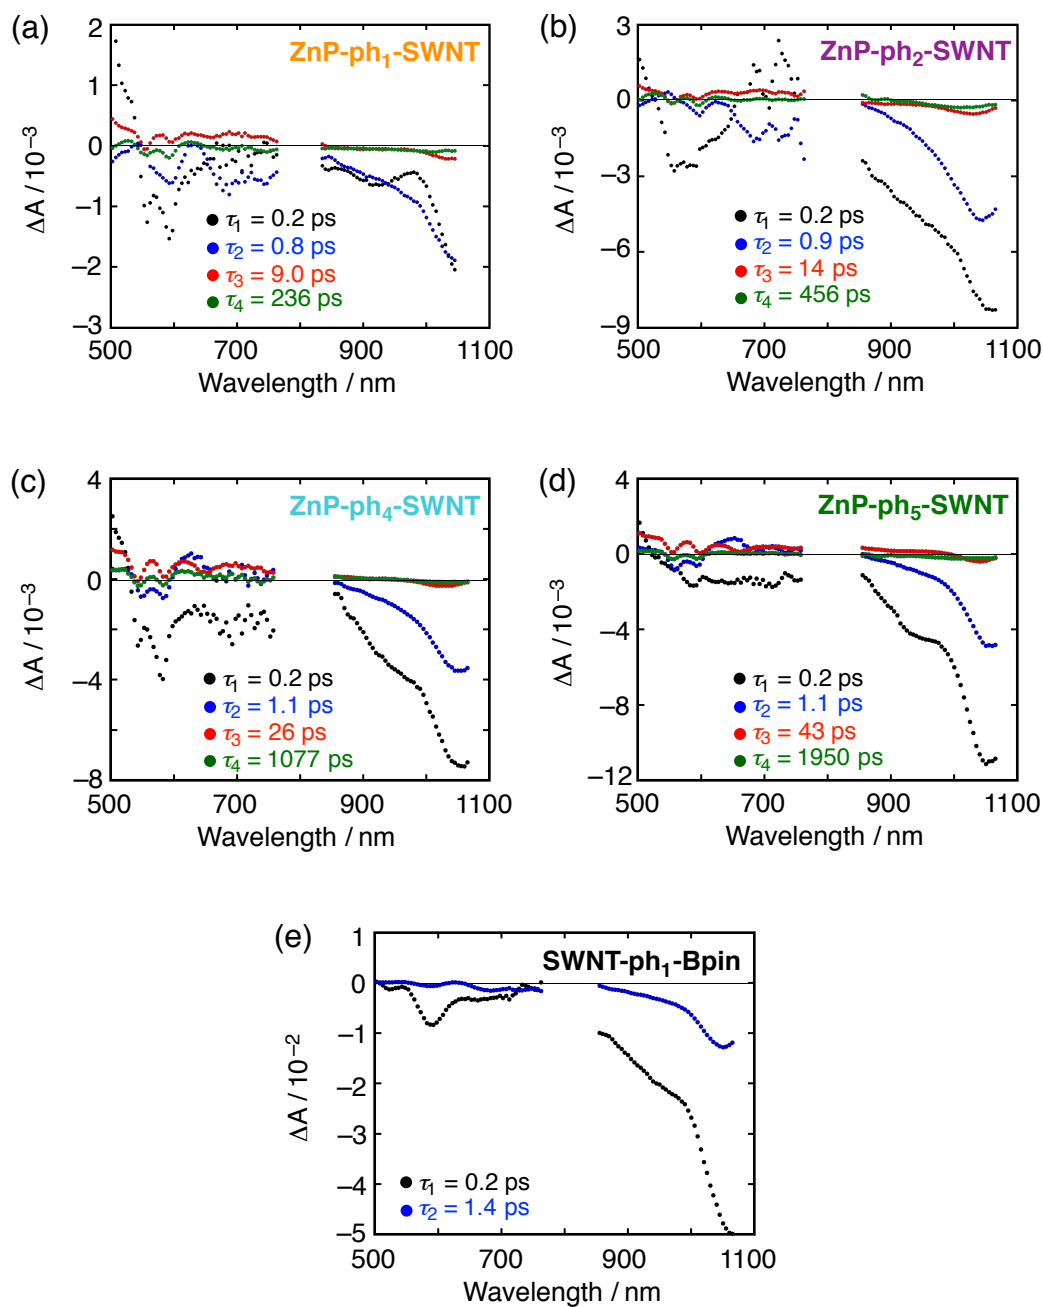 (a)
ZnP-ph₁-SWNT
2
1
0
−1
−2
−3
ΔA / 10⁻³
τ₁ = 0.2 ps
τ₂ = 0.8 ps
τ₃ = 9.0 ps
τ₄ = 236 ps
500 700 900 1100
Wavelength / nm
(b)
ZnP-ph₂-SWNT
3
0
−3
−6
−9
ΔA / 10⁻³
τ₁ = 0.2 ps
τ₂ = 0.9 ps
τ₃ = 14 ps
τ₄ = 456 ps
500 700 900 1100
Wavelength / nm
(c)
ZnP-ph₄-SWNT
4
0
−4
−8
ΔA / 10⁻³
τ₁ = 0.2 ps
τ₂ = 1.1 ps
τ₃ = 26 ps
τ₄ = 1077 ps
500 700 900 1100
Wavelength / nm
(d)
ZnP-ph₅-SWNT
4
0
−4
−8
−12
ΔA / 10⁻³
τ₁ = 0.2 ps
τ₂ = 1.1 ps
τ₃ = 43 ps
τ₄ = 1950 ps
500 700 900 1100
Wavelength / nm
(e)
SWNT-ph₁-Bpin
1
0
−1
−2
−3
−4
−5
ΔA / 10⁻²
τ₁ = 0.2 ps
τ₂ = 1.4 ps
500 700 900 1100
Wavelength / nm